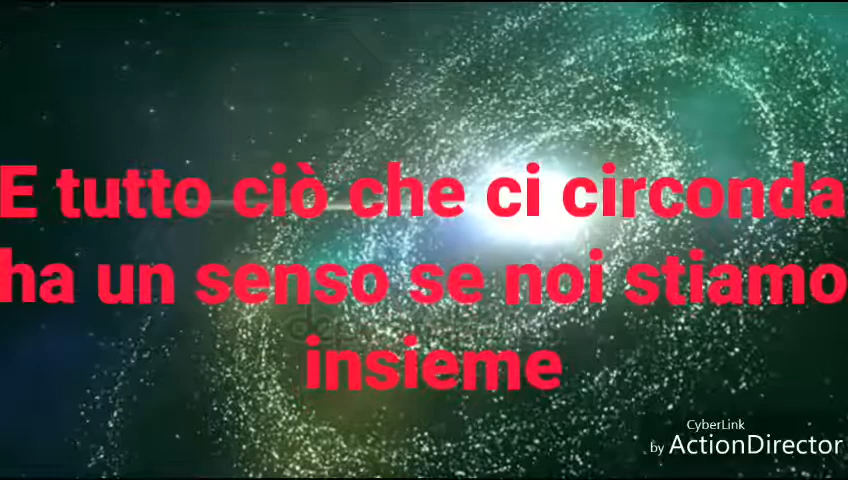 E tutto ciò che ci circonda
ha un senso se noi stiamo
insieme
CyberLink
by ActionDirector